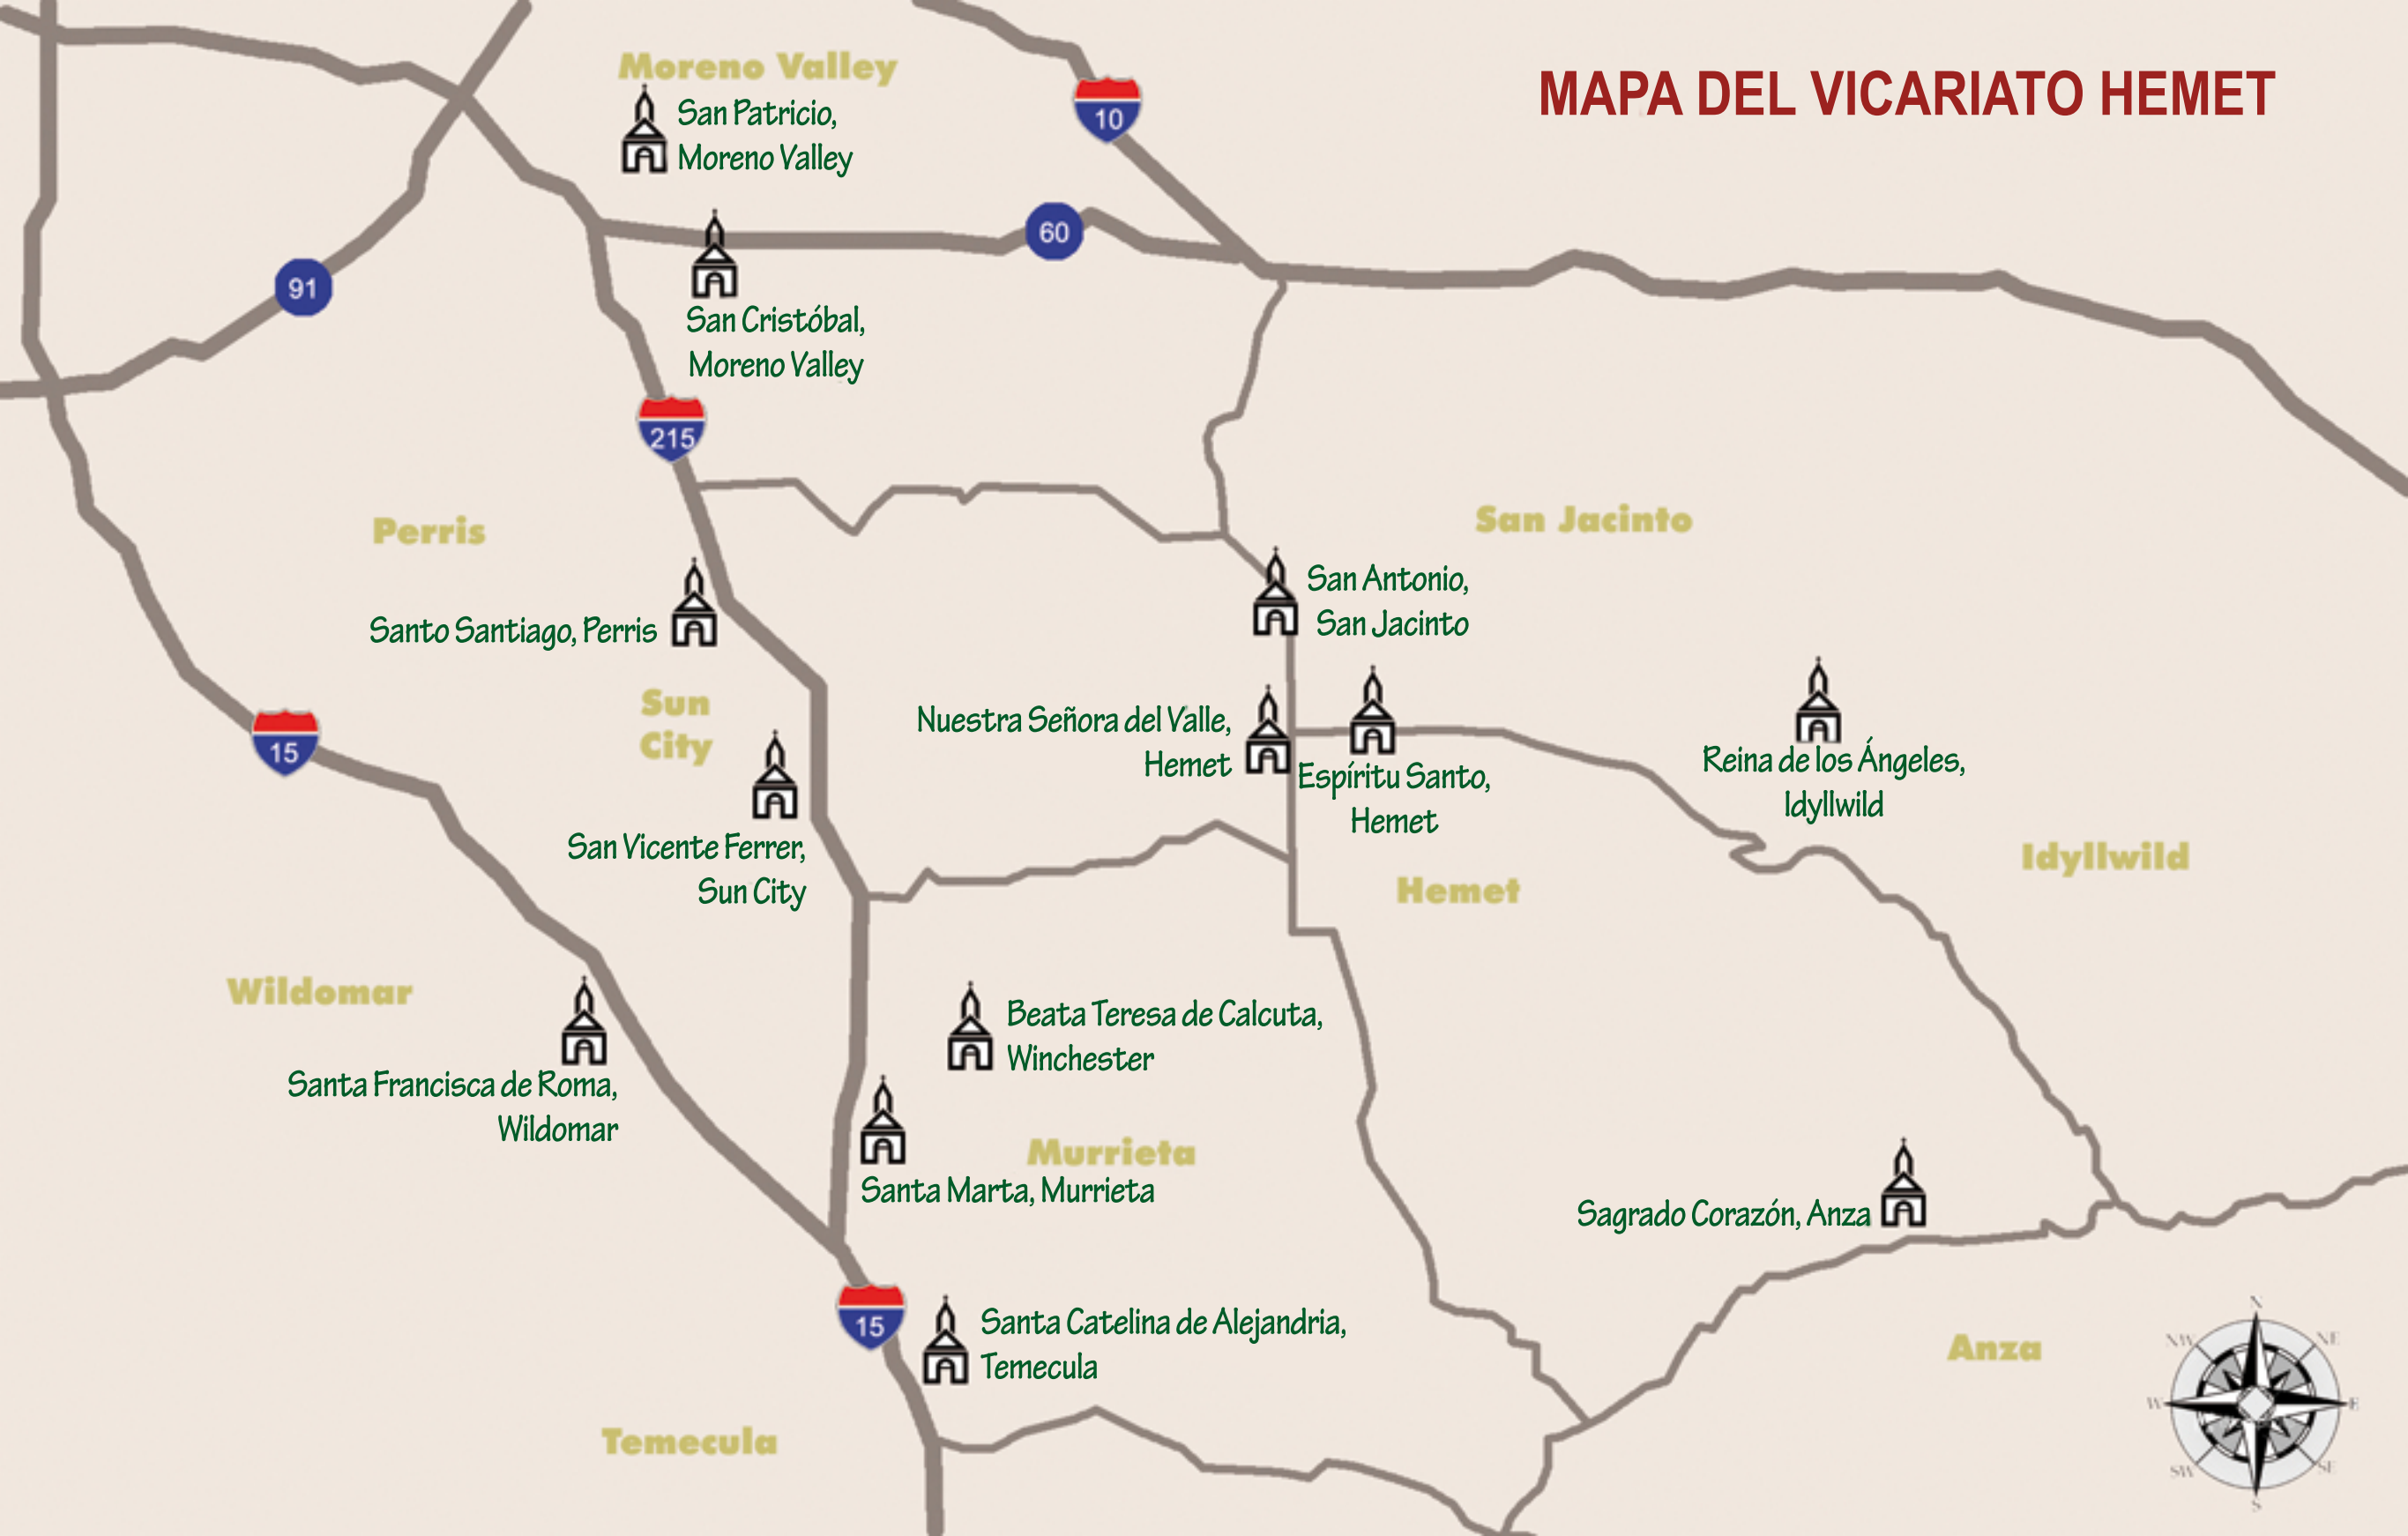 MAPA DEL VICARIATO HEMET
Moreno Valley
San Patricio,
Moreno Valley
10
60
91
San Cristóbal,
Moreno Valley
215
Perris
San Jacinto
San Antonio,
San Jacinto
Santo Santiago, Perris
Sun
City
Nuestra Señora del Valle,
Hemet
Espíritu Santo,
Hemet
Reina de los Ángeles,
Idyllwild
15
San Vicente Ferrer,
Sun City
Hemet
Idyllwild
Wildomar
Santa Francisca de Roma,
Wildomar
Beata Teresa de Calcuta,
Winchester
Murrieta
Santa Marta, Murrieta
Sagrado Corazón, Anza
15
Santa Catelina de Alejandria,
Temecula
Anza
Temecula
N
NW
NE
W
E
SW
SE
S